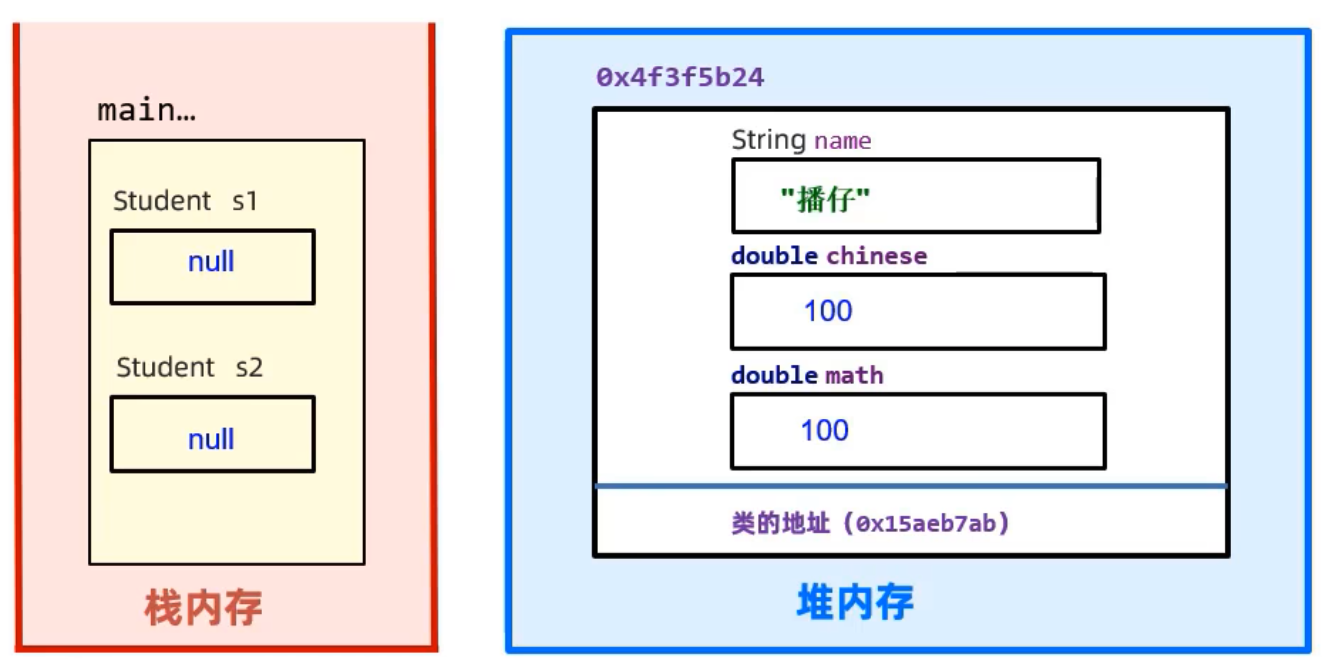 main…
Student s1
null
Student s2
null
栈内存
0x4f3f5b24
String name
"播仔"
double chinese
100
double math
100
类的地址（0x15aeb7ab）
堆内存